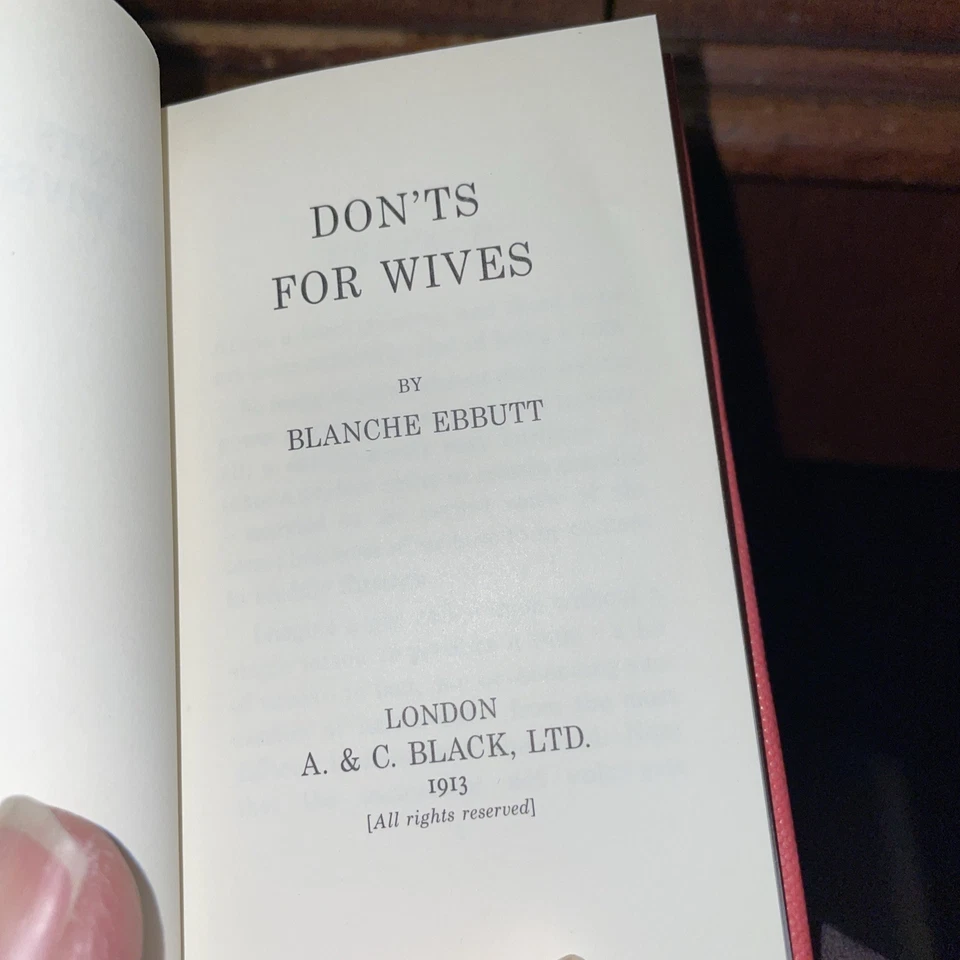 DON'TS
FOR WIVES
BY
BLANCHE EBBUTT
LONDON
A. & C. BLACK, LTD.
1913
[All rights reserved]